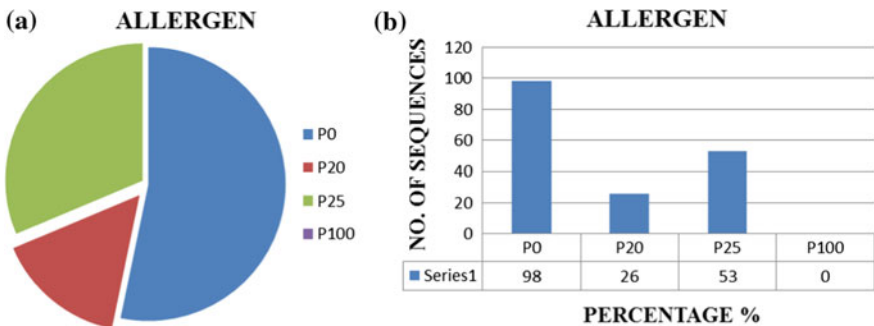 (a)
ALLERGEN
P0
P20
P25
P100
(b)
ALLERGEN
NO. OF SEQUENCES
120
100
80
60
40
20
0
P0 P20 P25 P100
Series1 98 26 53 0
PERCENTAGE %